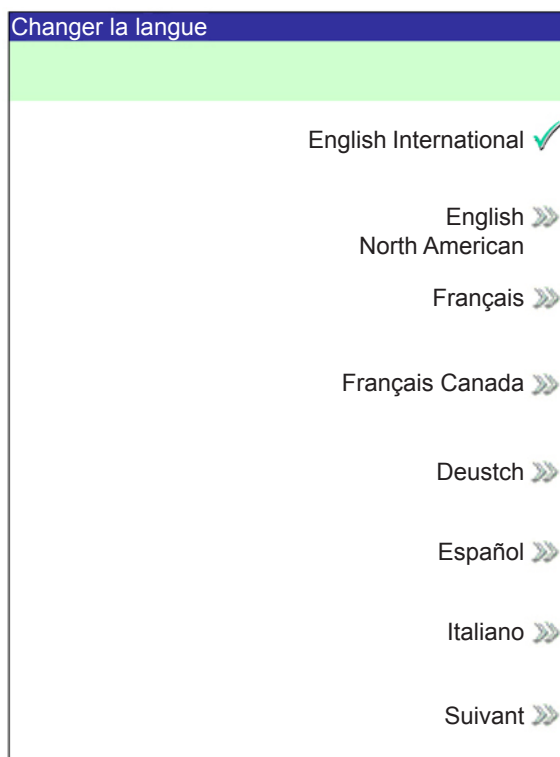 Changer la langue
English International
English
North American
Français
Français Canada
Deustch
Español
Italiano
Suivant